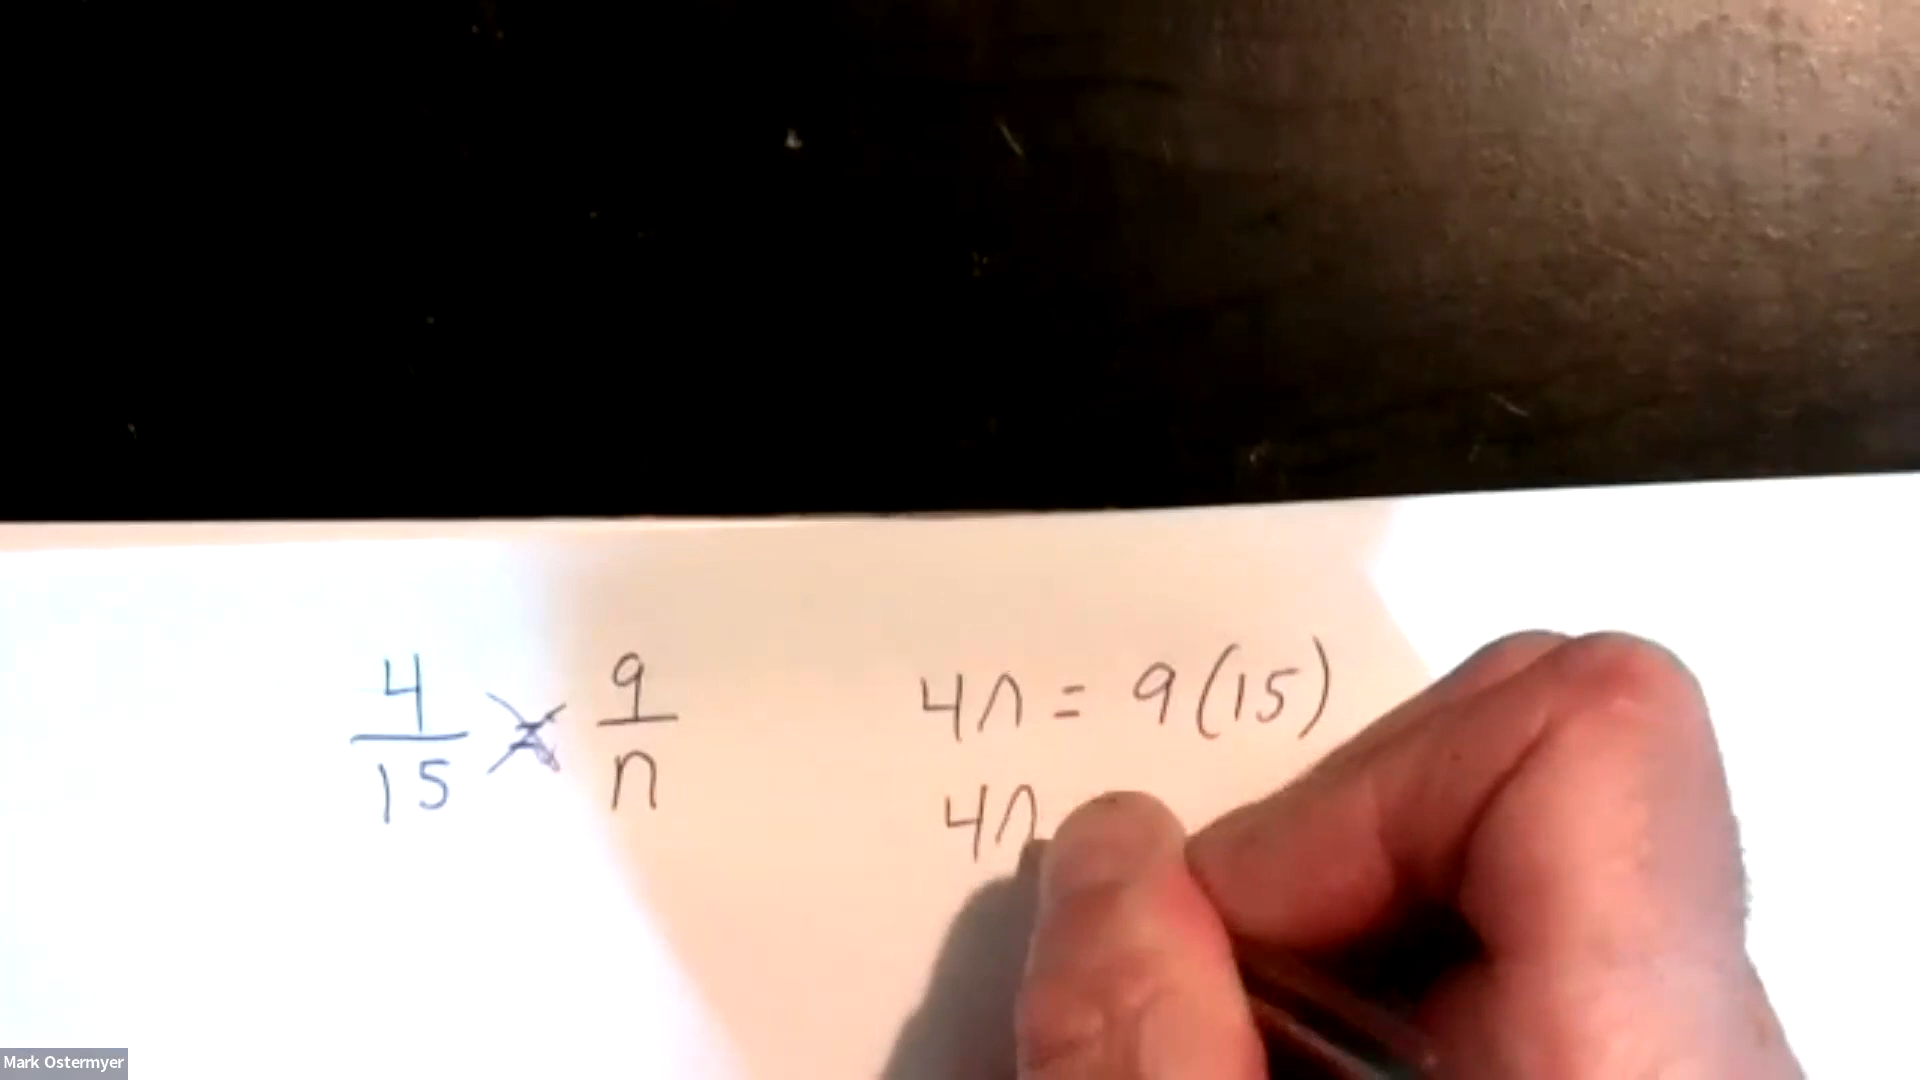 4/15 × 9/n
4n = 9(15)
4n
Mark Ostermyer